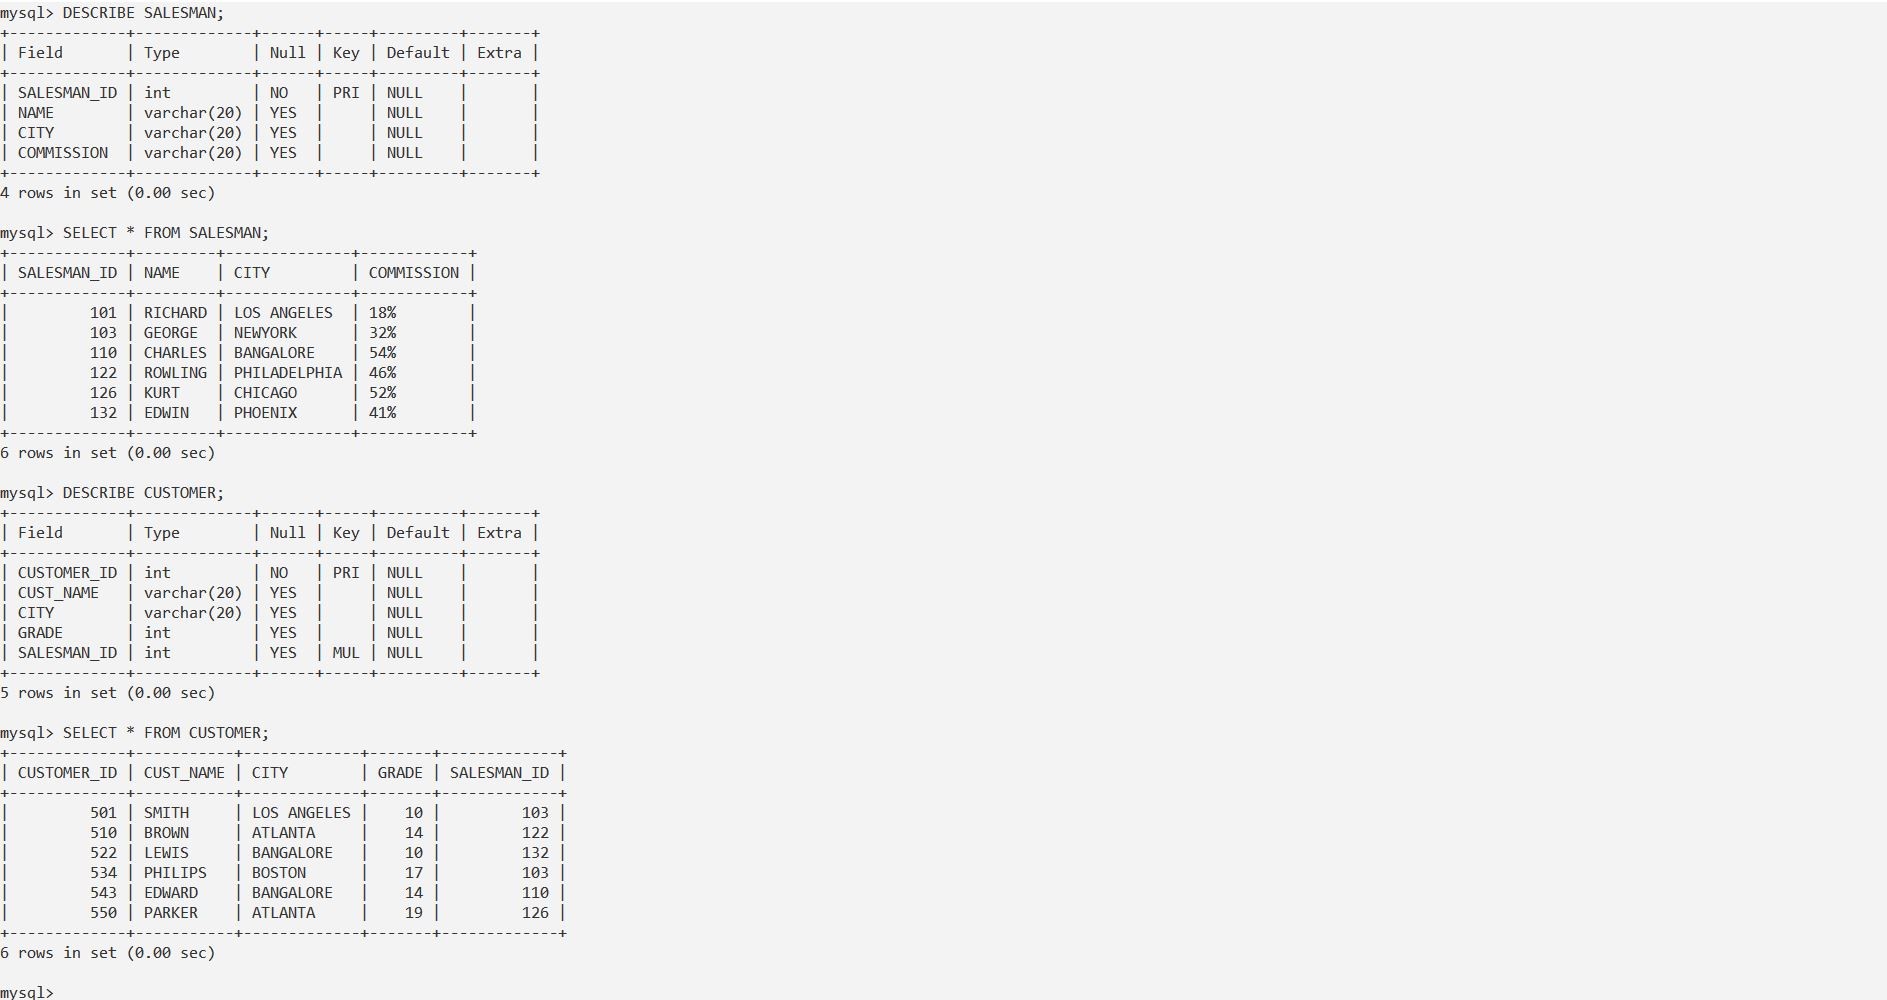 mysql> DESCRIBE SALESMAN;
+-------------+-------------+------+-----+---------+-------+
| Field       | Type        | Null | Key | Default | Extra |
+-------------+-------------+------+-----+---------+-------+
| SALESMAN_ID | int         | NO   | PRI | NULL    |       |
| NAME        | varchar(20) | YES  |     | NULL    |       |
| CITY        | varchar(20) | YES  |     | NULL    |       |
| COMMISSION  | varchar(20) | YES  |     | NULL    |       |
+-------------+-------------+------+-----+---------+-------+
4 rows in set (0.00 sec)

mysql> SELECT * FROM SALESMAN;
+-------------+---------+--------------+------------+
| SALESMAN_ID | NAME    | CITY         | COMMISSION |
+-------------+---------+--------------+------------+
|         101 | RICHARD | LOS ANGELES  | 18%        |
|         103 | GEORGE  | NEWYORK      | 32%        |
|         110 | CHARLES | BANGALORE    | 54%        |
|         122 | ROWLING | PHILADELPHIA | 46%        |
|         126 | KURT    | CHICAGO      | 52%        |
|         132 | EDWIN   | PHOENIX      | 41%        |
+-------------+---------+--------------+------------+
6 rows in set (0.00 sec)

mysql> DESCRIBE CUSTOMER;
+-------------+-------------+------+-----+---------+-------+
| Field       | Type        | Null | Key | Default | Extra |
+-------------+-------------+------+-----+---------+-------+
| CUSTOMER_ID | int         | NO   | PRI | NULL    |       |
| CUST_NAME   | varchar(20) | YES  |     | NULL    |       |
| CITY        | varchar(20) | YES  |     | NULL    |       |
| GRADE       | int         | YES  |     | NULL    |       |
| SALESMAN_ID | int         | YES  | MUL | NULL    |       |
+-------------+-------------+------+-----+---------+-------+
5 rows in set (0.00 sec)

mysql> SELECT * FROM CUSTOMER;
+-------------+-----------+-------------+-------+-------------+
| CUSTOMER_ID | CUST_NAME | CITY        | GRADE | SALESMAN_ID |
+-------------+-----------+-------------+-------+-------------+
|         501 | SMITH     | LOS ANGELES |    10 |         103 |
|         510 | BROWN     | ATLANTA     |    14 |         122 |
|         522 | LEWIS     | BANGALORE   |    10 |         132 |
|         534 | PHILIPS   | BOSTON      |    17 |         103 |
|         543 | EDWARD    | BANGALORE   |    14 |         110 |
|         550 | PARKER    | ATLANTA     |    19 |         126 |
+-------------+-----------+-------------+-------+-------------+
6 rows in set (0.00 sec)

mysql>